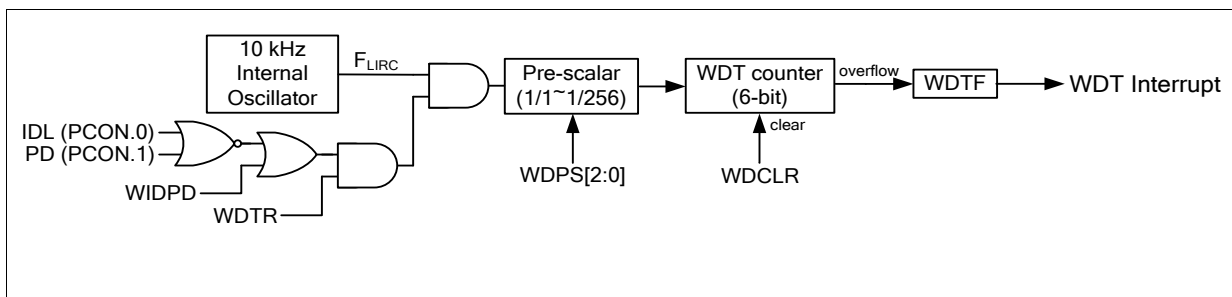 10 kHz
Internal
Oscillator
FLIRC
Pre-scalar
(1/1~1/256)
WDT counter
(6-bit)
overflow
WDTF
WDT Interrupt
clear
IDL (PCON.0)
PD (PCON.1)
WIDPD
WDTR
WDPS[2:0]
WDCLR